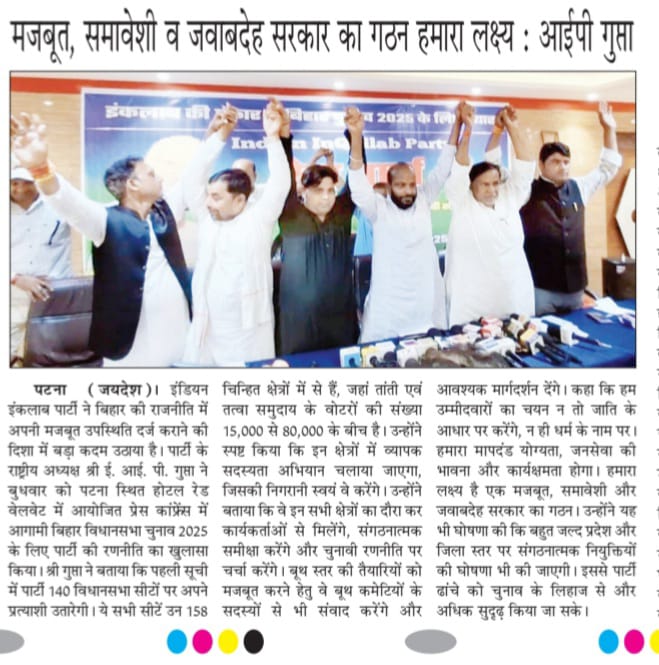 मजबूत, समावेशी व जवाबदेह सरकार का गठन हमारा लक्ष्य : आईपी गुप्ता
इंकलाब की
2025 के लि
Ind n In lab Part
पटना (जयदेश)। इंडियन
इंकलाब पार्टी ने बिहार की राजनीति में
अपनी मजबूत उपस्थिति दर्ज कराने की
दिशा में बड़ा कदम उठाया है। पार्टी के
राष्ट्रीय अध्यक्ष श्री ई. आई. पी. गुप्ता ने
बुधवार को पटना स्थित होटल रेड
वेलवेट में आयोजित प्रेस कांफ्रेंस में
आगामी बिहार विधानसभा चुनाव 2025
के लिए पार्टी की रणनीति का खुलासा
किया। श्री गुप्ता ने बताया कि पहली सूची
में पार्टी 140 विधानसभा सीटों पर अपने
प्रत्याशी उतारेगी। ये सभी सीटें उन 158
चिन्हित क्षेत्रों में से हैं, जहां तांती एवं
तत्वा समुदाय के वोटरों की संख्या
15,000 से 80,000 के बीच है। उन्होंने
स्पष्ट किया कि इन क्षेत्रों में व्यापक
सदस्यता अभियान चलाया जाएगा,
जिसकी निगरानी स्वयं वे करेंगे। उन्होंने
बताया कि वे इन सभी क्षेत्रों का दौरा कर
कार्यकर्ताओं से मिलेंगे, संगठनात्मक
समीक्षा करेंगे और चुनावी रणनीति पर
चर्चा करेंगे। बूथ स्तर की तैयारियों को
मजबूत करने हेतु वे बूथ कमेटियों के
सदस्यों से भी संवाद करेंगे और
आवश्यक मार्गदर्शन देंगे। कहा कि हम
उम्मीदवारों का चयन न तो जाति के
आधार पर करेंगे, न ही धर्म के नाम पर।
हमारा मापदंड योग्यता, जनसेवा की
भावना और कार्यक्षमता होगा। हमारा
लक्ष्य है एक मजबूत, समावेशी और
जवाबदेह सरकार का गठन। उन्होंने यह
भी घोषणा की कि बहुत जल्द प्रदेश और
जिला स्तर पर संगठनात्मक नियुक्तियों
की घोषणा भी की जाएगी। इससे पार्टी
ढांचे को चुनाव के लिहाज से और
अधिक सुदृढ़ किया जा सके।